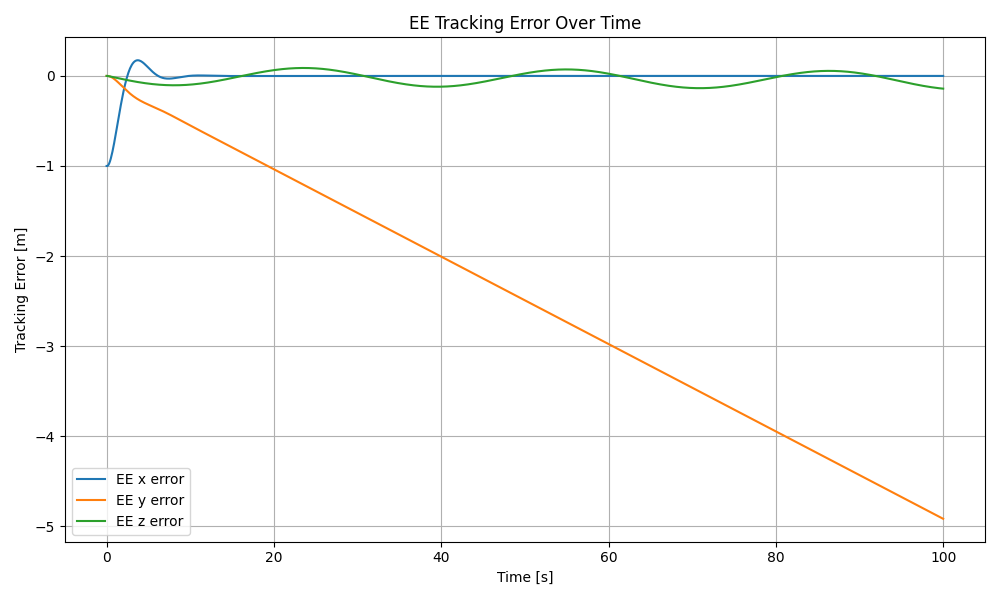 EE Tracking Error Over Time
Tracking Error [m]
0
−1
−2
−3
−4
−5
EE x error
EE y error
EE z error
0 20 40 60 80 100
Time [s]